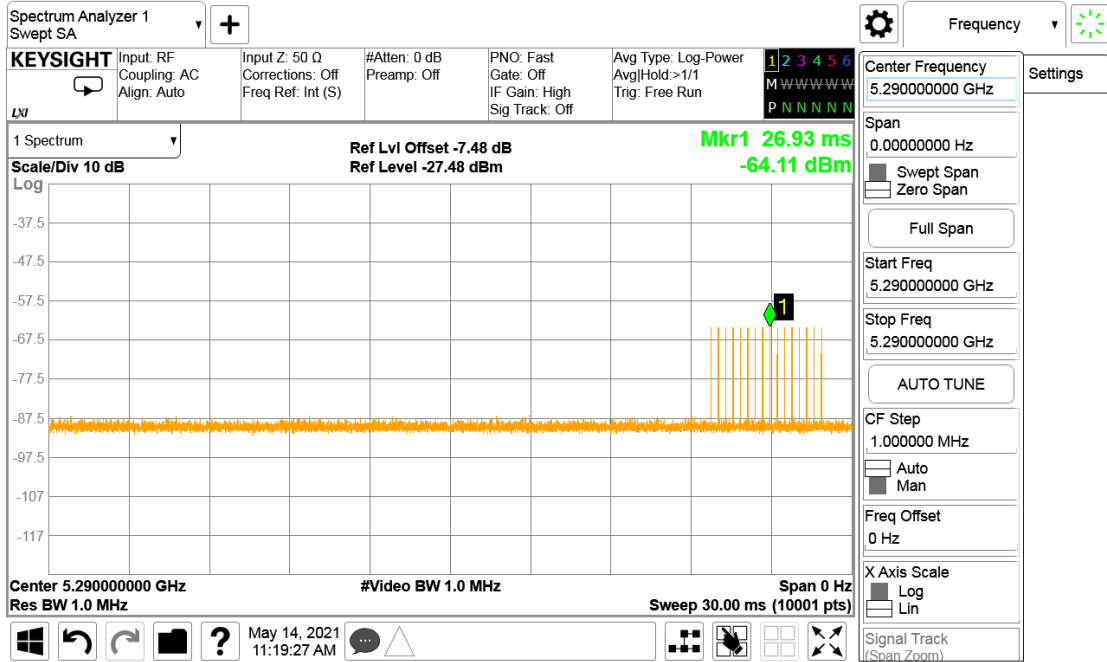 Spectrum Analyzer 1
Swept SA
Frequency
KEYSIGHT
LXI
Input: RF
Coupling: AC
Align: Auto
Input Z: 50 Ω
Corrections: Off
Freq Ref: Int (S)
#Atten: 0 dB
Preamp: Off
PNO: Fast
Gate: Off
IF Gain: High
Sig Track: Off
Avg Type: Log-Power
Avg|Hold:>1/1
Trig: Free Run
1 2 3 4 5 6
M W W W W W
P N N N N N
1 Spectrum
Scale/Div 10 dB
Log
Ref Lvl Offset -7.48 dB
Ref Level -27.48 dBm
Mkr1 26.93 ms
-64.11 dBm
-37.5
-47.5
-57.5
-67.5
-77.5
-87.5
-97.5
-107
-117
1
Center 5.290000000 GHz
Res BW 1.0 MHz
#Video BW 1.0 MHz
Span 0 Hz
Sweep 30.00 ms (10001 pts)
?
May 14, 2021
11:19:27 AM
Center Frequency
5.290000000 GHz
Settings
Span
0.00000000 Hz
Swept Span
Zero Span
Full Span
Start Freq
5.290000000 GHz
Stop Freq
5.290000000 GHz
AUTO TUNE
CF Step
1.000000 MHz
Auto
Man
Freq Offset
0 Hz
X Axis Scale
Log
Lin
Signal Track
(Span Zoom)